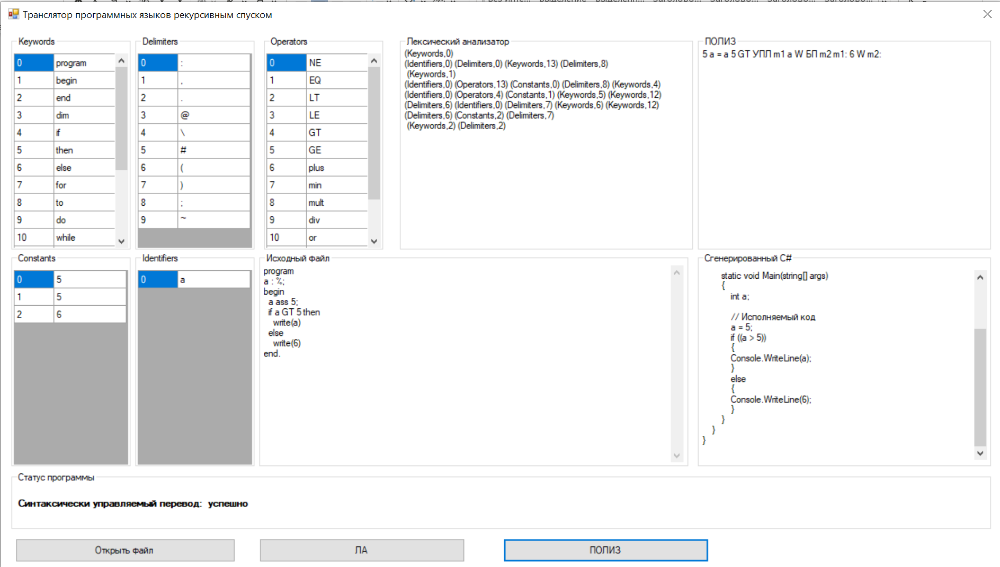 Транслятор программных языков рекурсивным спуском
Keywords
0 program
1 begin
2 end
3 dim
4 if
5 then
6 else
7 for
8 to
9 do
10 while
Delimiters
0 :
1 ,
2 .
3 @
4 \
5 #
6 (
7 )
8 ;
9 ~
Operators
0 NE
1 EQ
2 LT
3 LE
4 GT
5 GE
6 plus
7 min
8 mult
9 div
10 or
Лексический анализатор
(Keywords,0)
(Identifiers,0) (Delimiters,0) (Keywords,13) (Delimiters,8)
(Keywords,1)
(Identifiers,0) (Operators,13) (Constants,0) (Delimiters,8) (Keywords,4)
(Identifiers,0) (Operators,4) (Constants,1) (Keywords,5) (Keywords,12)
(Delimiters,6) (Identifiers,0) (Delimiters,7) (Keywords,6) (Keywords,12)
(Delimiters,6) (Constants,2) (Delimiters,7)
(Keywords,2) (Delimiters,2)
ПОЛИЗ
5 a = a 5 GT УПЛ m1 a W БП m2 m1: 6 W m2:
Constants
0 5
1 5
2 6
Identifiers
0 a
Исходный файл
program
a : %;
begin
a ass 5;
if a GT 5 then
write(a)
else
write(6)
end.
Сгенерированный C#
static void Main(string[] args)
{
int a;
// Исполняемый код
a = 5;
if ((a > 5))
{
Console.WriteLine(a);
}
else
{
Console.WriteLine(6);
}
}
}
}
Статус программы
Синтаксически управляемый перевод: успешно
Открыть файл
ЛА
ПОЛИЗ